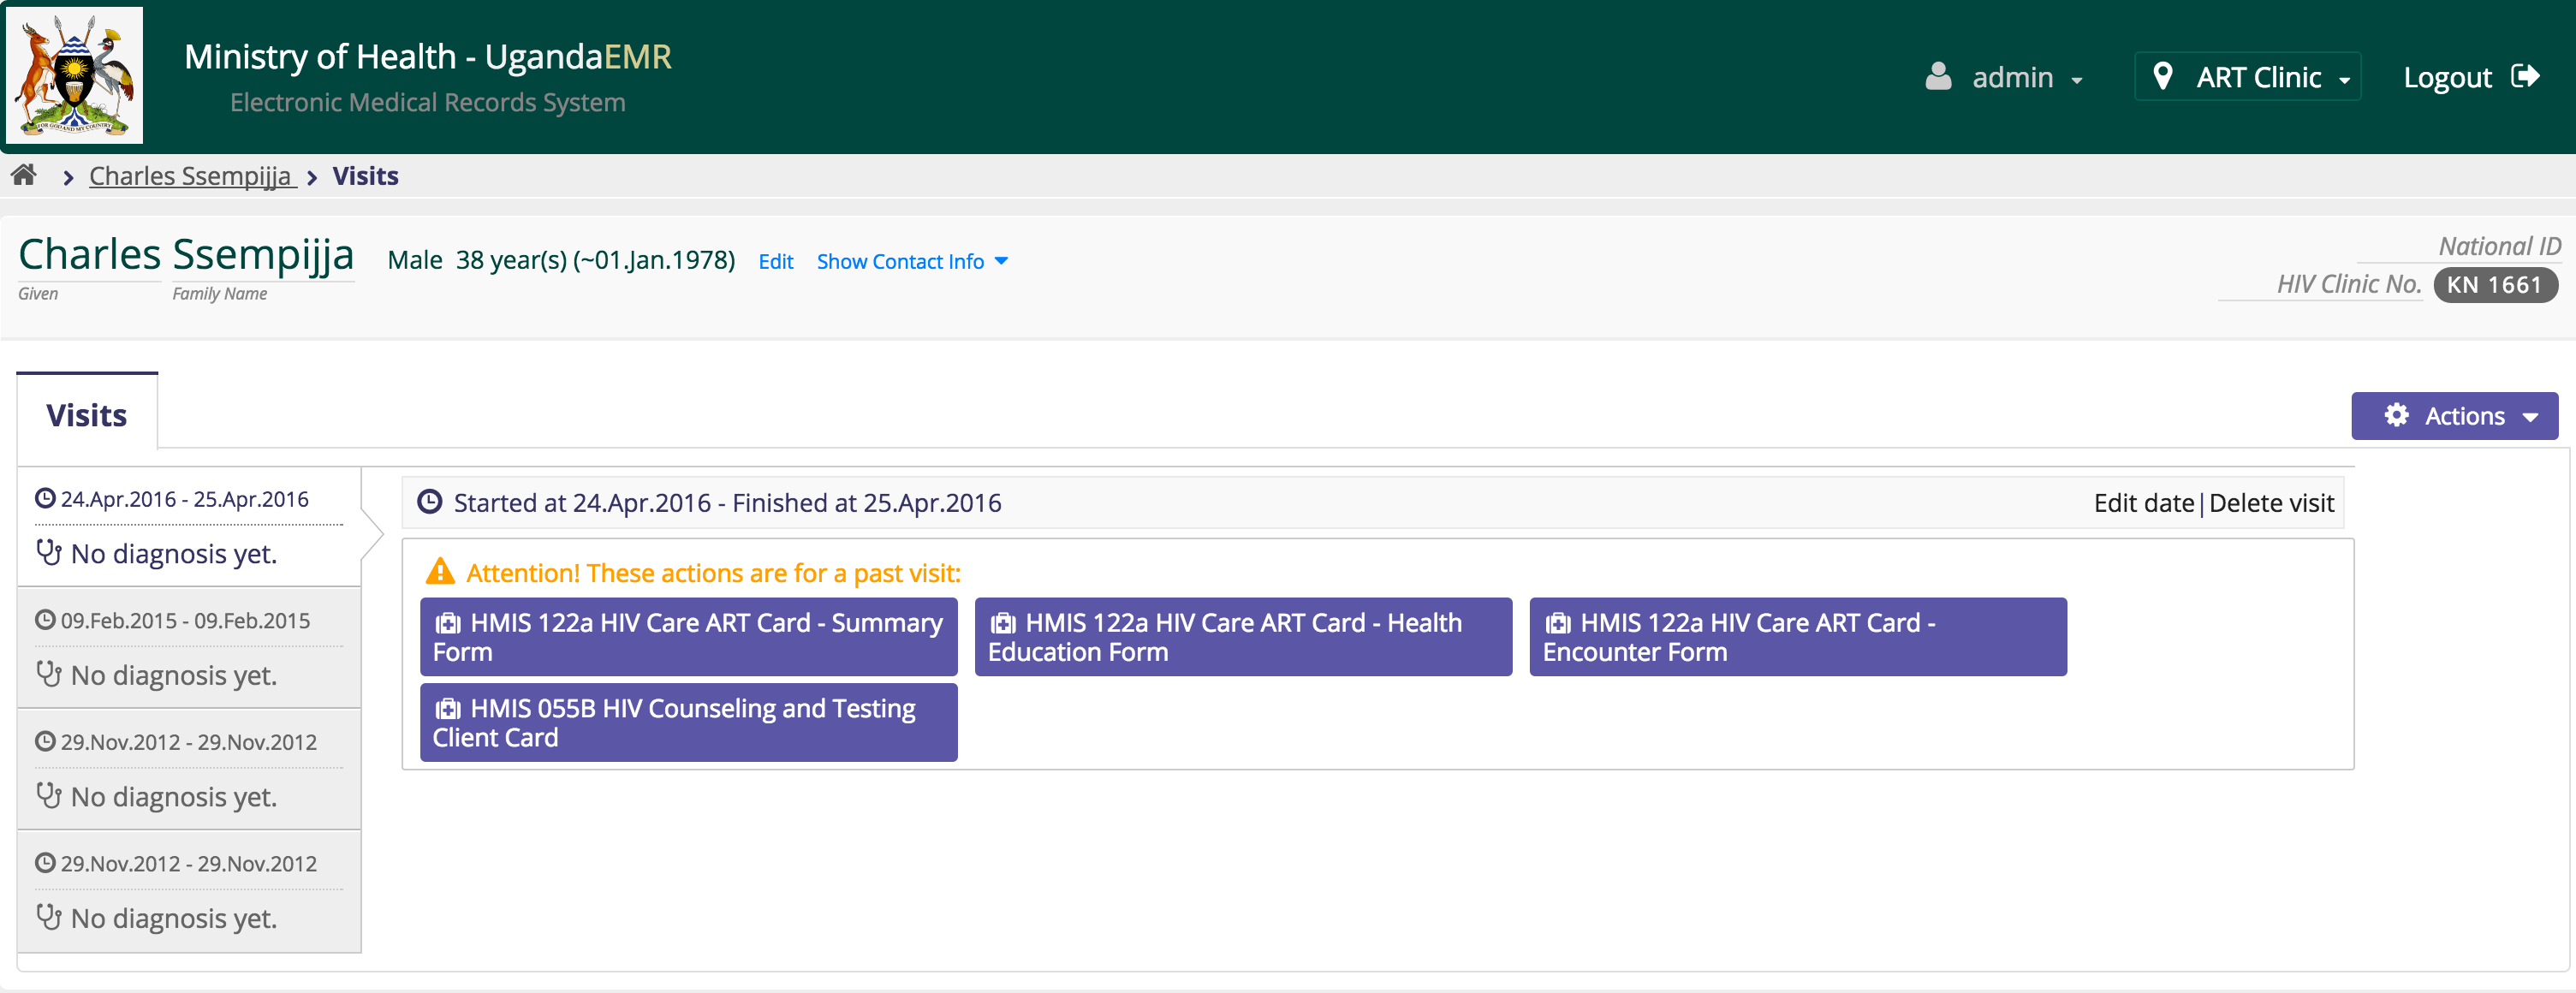 Ministry of Health - UgandaEMR
Electronic Medical Records System
admin
ART Clinic
Logout
FOR GOD AND MY COUNTRY
Charles Ssempijja
Visits
Charles Ssempijja
Given
Family Name
Male 38 year(s) (~01.Jan.1978)
Edit
Show Contact Info
National ID
HIV Clinic No. KN 1661
Visits
Actions
24.Apr.2016 - 25.Apr.2016
No diagnosis yet.
09.Feb.2015 - 09.Feb.2015
No diagnosis yet.
29.Nov.2012 - 29.Nov.2012
No diagnosis yet.
29.Nov.2012 - 29.Nov.2012
No diagnosis yet.
Started at 24.Apr.2016 - Finished at 25.Apr.2016
Edit date|Delete visit
Attention! These actions are for a past visit:
HMIS 122a HIV Care ART Card - Summary
Form
HMIS 122a HIV Care ART Card - Health
Education Form
HMIS 122a HIV Care ART Card -
Encounter Form
HMIS 055B HIV Counseling and Testing
Client Card